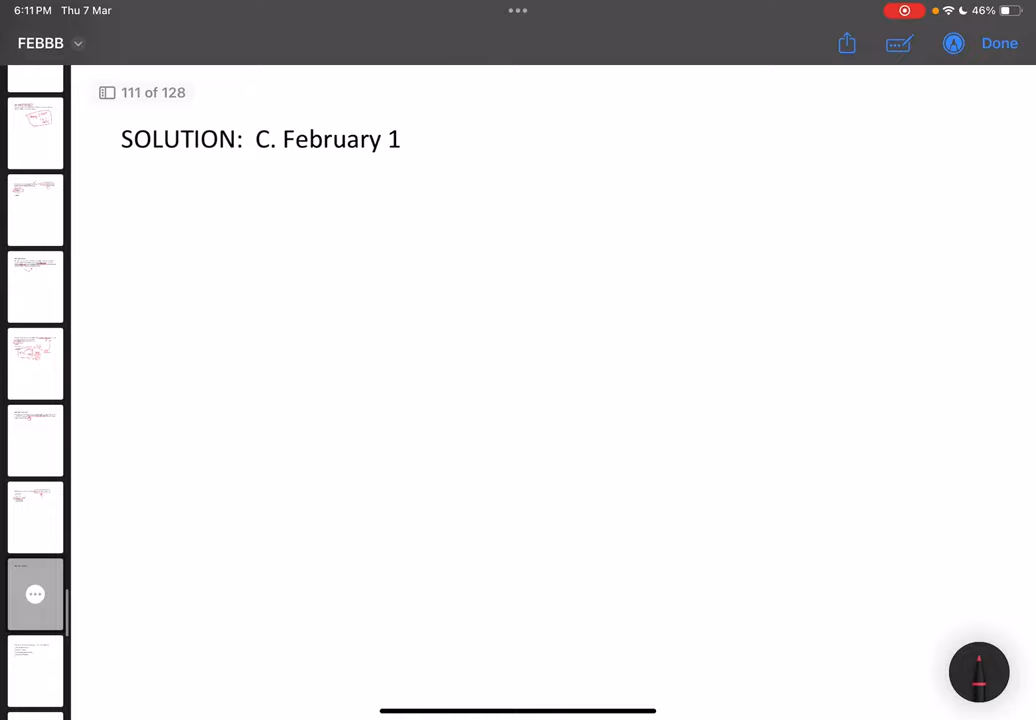 6:11 PM Thu 7 Mar
46%
FEBBB
Done
111 of 128
SOLUTION: C. February 1